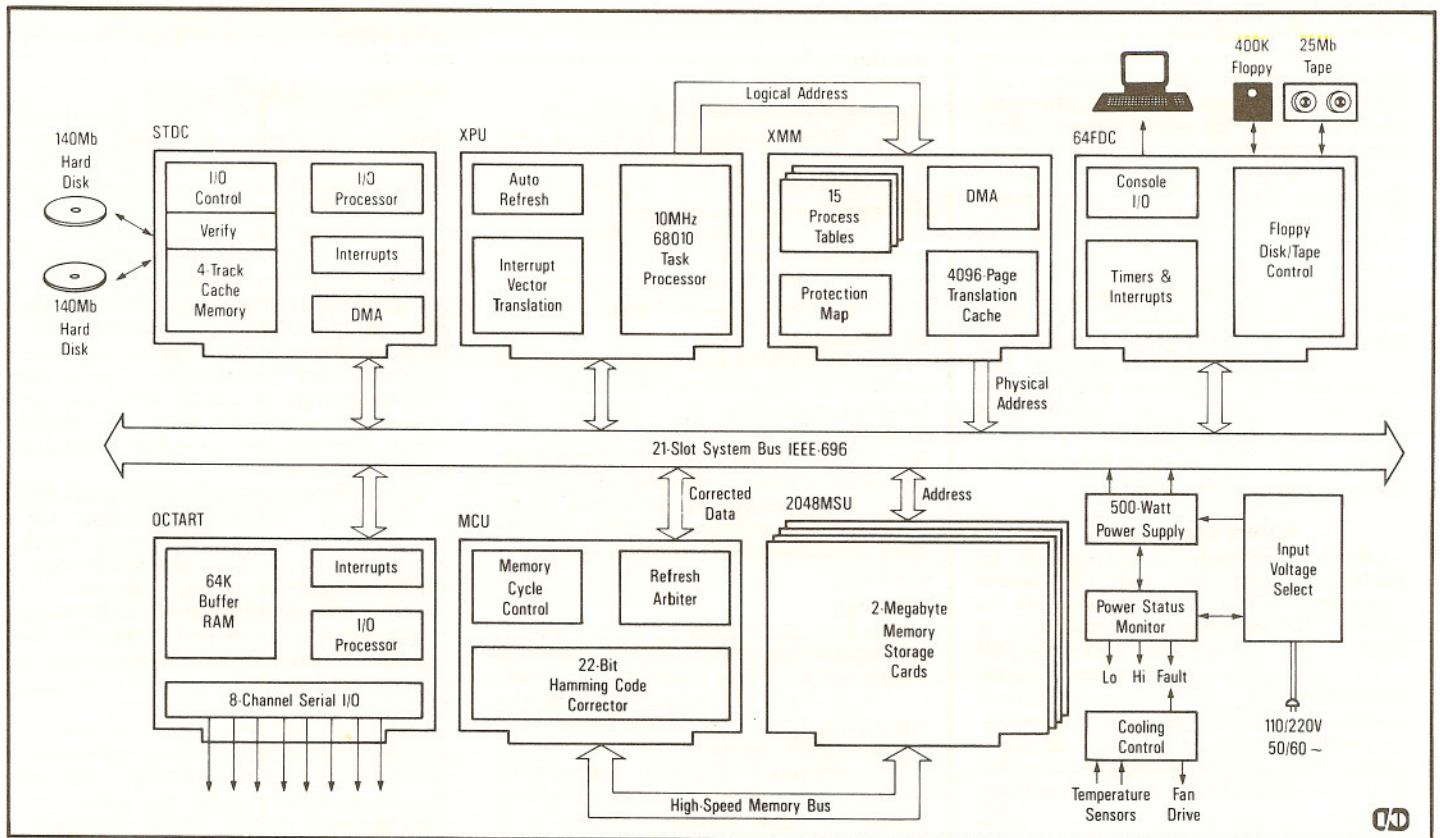 400K
Floppy
25Mb
Tape
Logical Address
STDC
140Mb
Hard
Disk
140Mb
Hard
Disk
I/O
Control
Verify
4-Track
Cache
Memory
I/O
Processor
Interrupts
DMA
XPU
Auto
Refresh
Interrupt
Vector
Translation
10MHz
68010
Task
Processor
XMM
15
Process
Tables
DMA
Protection
Map
4096-Page
Translation
Cache
64FDC
Console
I/O
Timers &
Interrupts
Floppy
Disk/Tape
Control
Physical
Address
21-Slot System Bus IEEE-696
OCTART
64K
Buffer
RAM
Interrupts
I/O
Processor
8-Channel Serial I/O
MCU
Corrected
Data
Memory
Cycle
Control
Refresh
Arbiter
22-Bit
Hamming Code
Corrector
2048MSU
Address
2-Megabyte
Memory
Storage
Cards
High-Speed Memory Bus
500-Watt
Power Supply
Power Status
Monitor
Lo Hi Fault
Cooling
Control
Temperature
Sensors
Fan
Drive
Input
Voltage
Select
110/220V
50/60 ~